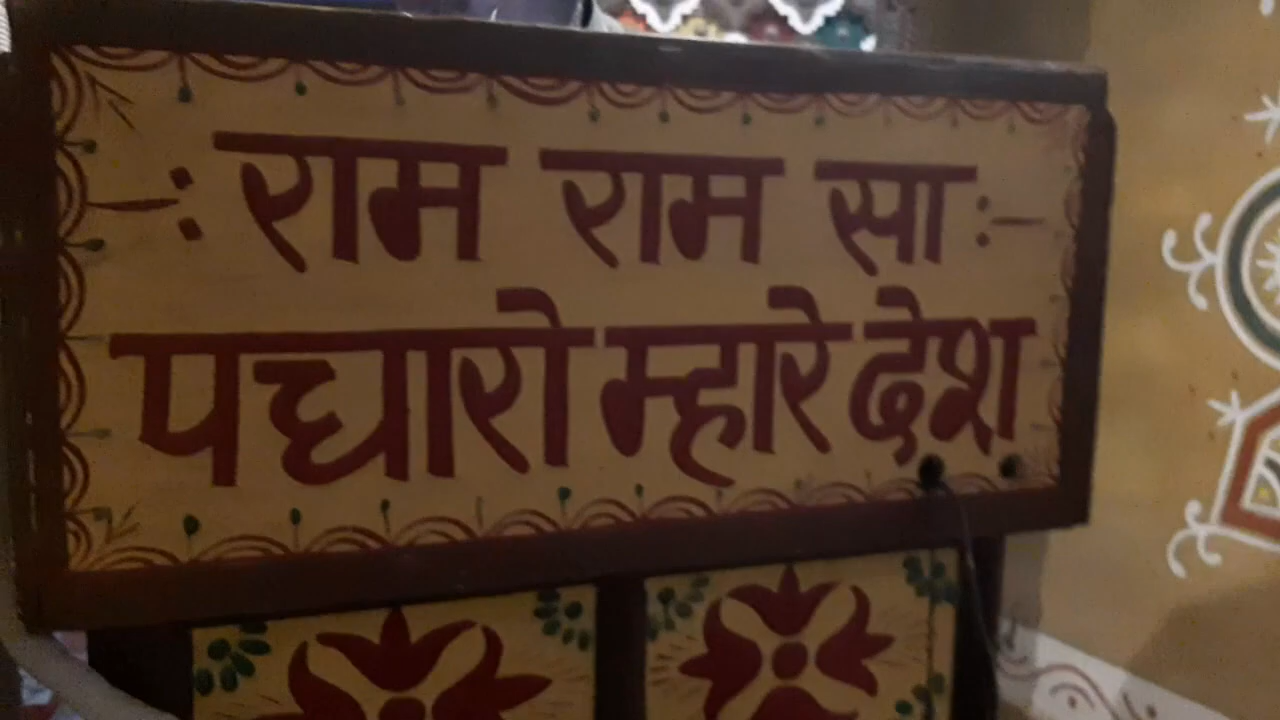 -: राम राम सा :-
पधारो म्हारे देश